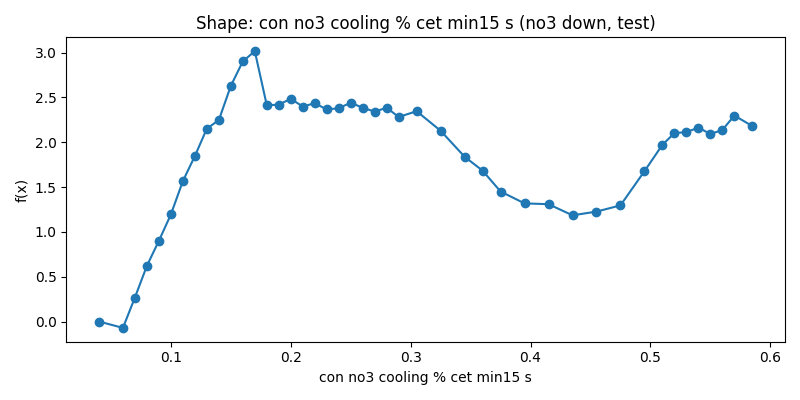 Shape: con no3 cooling % cet min15 s (no3 down, test)
3.0
2.5
2.0
1.5
1.0
0.5
0.0
f(x)
0.1 0.2 0.3 0.4 0.5 0.6
con no3 cooling % cet min15 s